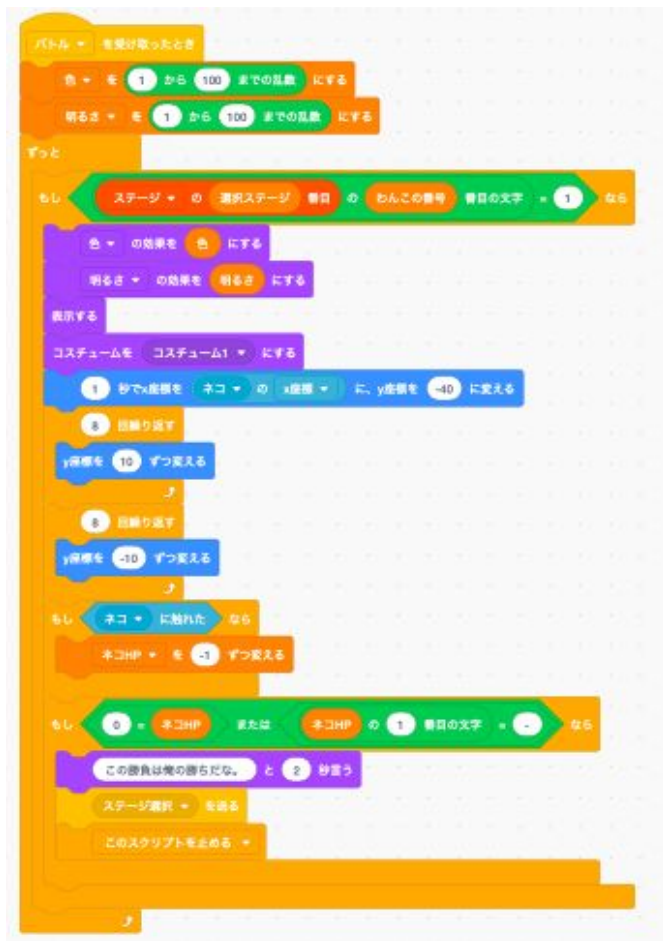 バトル を受け取ったとき
色 を 1 から 100 までの乱数 にする
明るさ を 1 から 100 までの乱数 にする
ずっと
もし ステージ の 選択ステージ 番目 の わんこの番号 番目の文字 = 1 なら
色 の効果を 色 にする
明るさ の効果を 明るさ にする
表示する
コスチュームを コスチューム1 にする
1 秒でx座標を ネコ の x座標 に、y座標を -40 に変える
8 回繰り返す
y座標を 10 ずつ変える
8 回繰り返す
y座標を -10 ずつ変える
もし ネコ に触れた なら
ネコHP を -1 ずつ変える
もし 0 = ネコHP または ネコHP の 1 番目の文字 = - なら
この勝負は俺の勝ちだな。 と 2 秒言う
ステージ選択 を送る
このスクリプトを止める